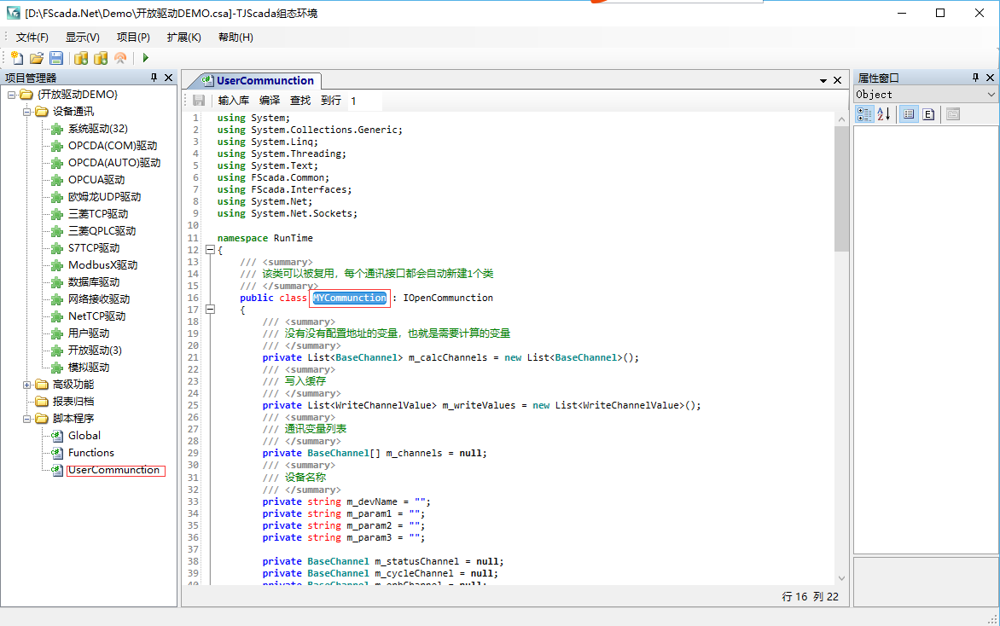 [D:\FScada.Net\Demo\开放驱动DEMO.csa]-TJScada组态环境
文件(F) 显示(V) 项目(P) 扩展(K) 帮助(H)
项目管理器
{开放驱动DEMO}
设备通讯
系统驱动(32)
OPCDA(COM)驱动
OPCDA(AUTO)驱动
OPCUA驱动
欧姆龙UDP驱动
三菱TCP驱动
三菱QPLC驱动
S7TCP驱动
ModbusX驱动
数据库驱动
网络接收驱动
NetTCP驱动
用户驱动
开放驱动(3)
模拟驱动
高级功能
报表归档
脚本程序
Global
Functions
UserCommunction
UserCommunction
输入库 编译 查找 到行 1
1 using System;
2 using System.Collections.Generic;
3 using System.Linq;
4 using System.Threading;
5 using System.Text;
6 using FScada.Common;
7 using FScada.Interfaces;
8 using System.Net;
9 using System.Net.Sockets;
10
11 namespace RunTime
12 {
13 /// <summary>
14 /// 该类可以被复用，每个通讯接口都会自动新建1个类
15 /// </summary>
16 public class MYCommunction : IOpenCommunction
17 {
18 /// <summary>
19 /// 没有没有配置地址的变量，也就是需要计算的变量
20 /// </summary>
21 private List<BaseChannel> m_calcChannels = new List<BaseChannel>();
22 /// <summary>
23 /// 写入缓存
24 /// </summary>
25 private List<WriteChannelValue> m_writeValues = new List<WriteChannelValue>();
26 /// <summary>
27 /// 通讯变量列表
28 /// </summary>
29 private BaseChannel[] m_channels = null;
30 /// <summary>
31 /// 设备名称
32 /// </summary>
33 private string m_devName = "";
34 private string m_param1 = "";
35 private string m_param2 = "";
36 private string m_param3 = "";
37
38 private BaseChannel m_statusChannel = null;
39 private BaseChannel m_cycleChannel = null;
40 private BaseChannel
行 16 列 22
属性窗口
Object